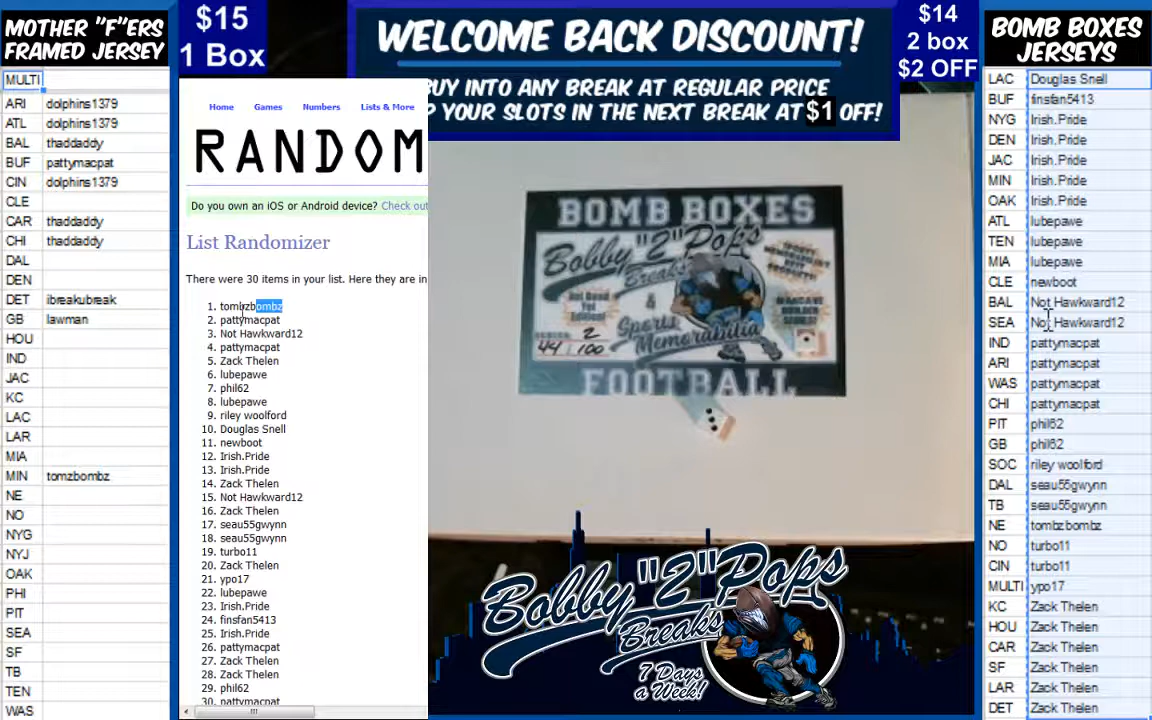 MOTHER "F"ERS
FRAMED JERSEY
MULTI
ARI dolphins1379
ATL dolphins1379
BAL thaddaddy
BUF pattymacpat
CIN dolphins1379
CLE
CAR thaddaddy
CHI thaddaddy
DAL
DEN
DET ibreakubreak
GB lawman
HOU
IND
JAC
KC
LAC
LAR
MIA
MIN tomzbombz
NE
NO
NYG
NYJ
OAK
PHI
PIT
SEA
SF
TB
TEN
WAS
$15
1 Box
WELCOME BACK DISCOUNT!
BUY INTO ANY BREAK AT REGULAR PRICE
P YOUR SLOTS IN THE NEXT BREAK AT $1 OFF!
$14
2 box
$2 OFF
Home Games Numbers Lists & More
RANDOM
Do you own an iOS or Android device? Check out
List Randomizer
There were 30 items in your list. Here they are in
1. tombzbombz
2. pattymacpat
3. Not Hawkward12
4. pattymacpat
5. Zack Thelen
6. lubepawe
7. phil62
8. lubepawe
9. riley woolford
10. Douglas Snell
11. newboot
12. Irish.Pride
13. Irish.Pride
14. Zack Thelen
15. Not Hawkward12
16. Zack Thelen
17. seau55gwynn
18. seau55gwynn
19. turbo11
20. Zack Thelen
21. ypo17
22. lubepawe
23. Irish.Pride
24. finsfan5413
25. Irish.Pride
26. pattymacpat
27. Zack Thelen
28. Zack Thelen
29. phil62
30. pattymacpat
BOMB BOXES
Bobby "2" Pops
Breaks
&
Sports
Memorabilia
SERIES 2
44/100
FOOTBALL
Bobby "2" Pops
Breaks
7 Days
a Week!
BOMB BOXES
JERSEYS
LAC Douglas Snell
BUF finsfan5413
NYG Irish.Pride
DEN Irish.Pride
JAC Irish.Pride
MIN Irish.Pride
OAK Irish.Pride
ATL lubepawe
TEN lubepawe
MIA lubepawe
CLE newboot
BAL Not Hawkward12
SEA Not Hawkward12
IND pattymacpat
ARI pattymacpat
WAS pattymacpat
CHI pattymacpat
PIT phil62
GB phil62
SOC riley woolford
DAL seau55gwynn
TB seau55gwynn
NE tombzbombz
NO turbo11
CIN turbo11
MULTI ypo17
KC Zack Thelen
HOU Zack Thelen
CAR Zack Thelen
SF Zack Thelen
LAR Zack Thelen
DET Zack Thelen